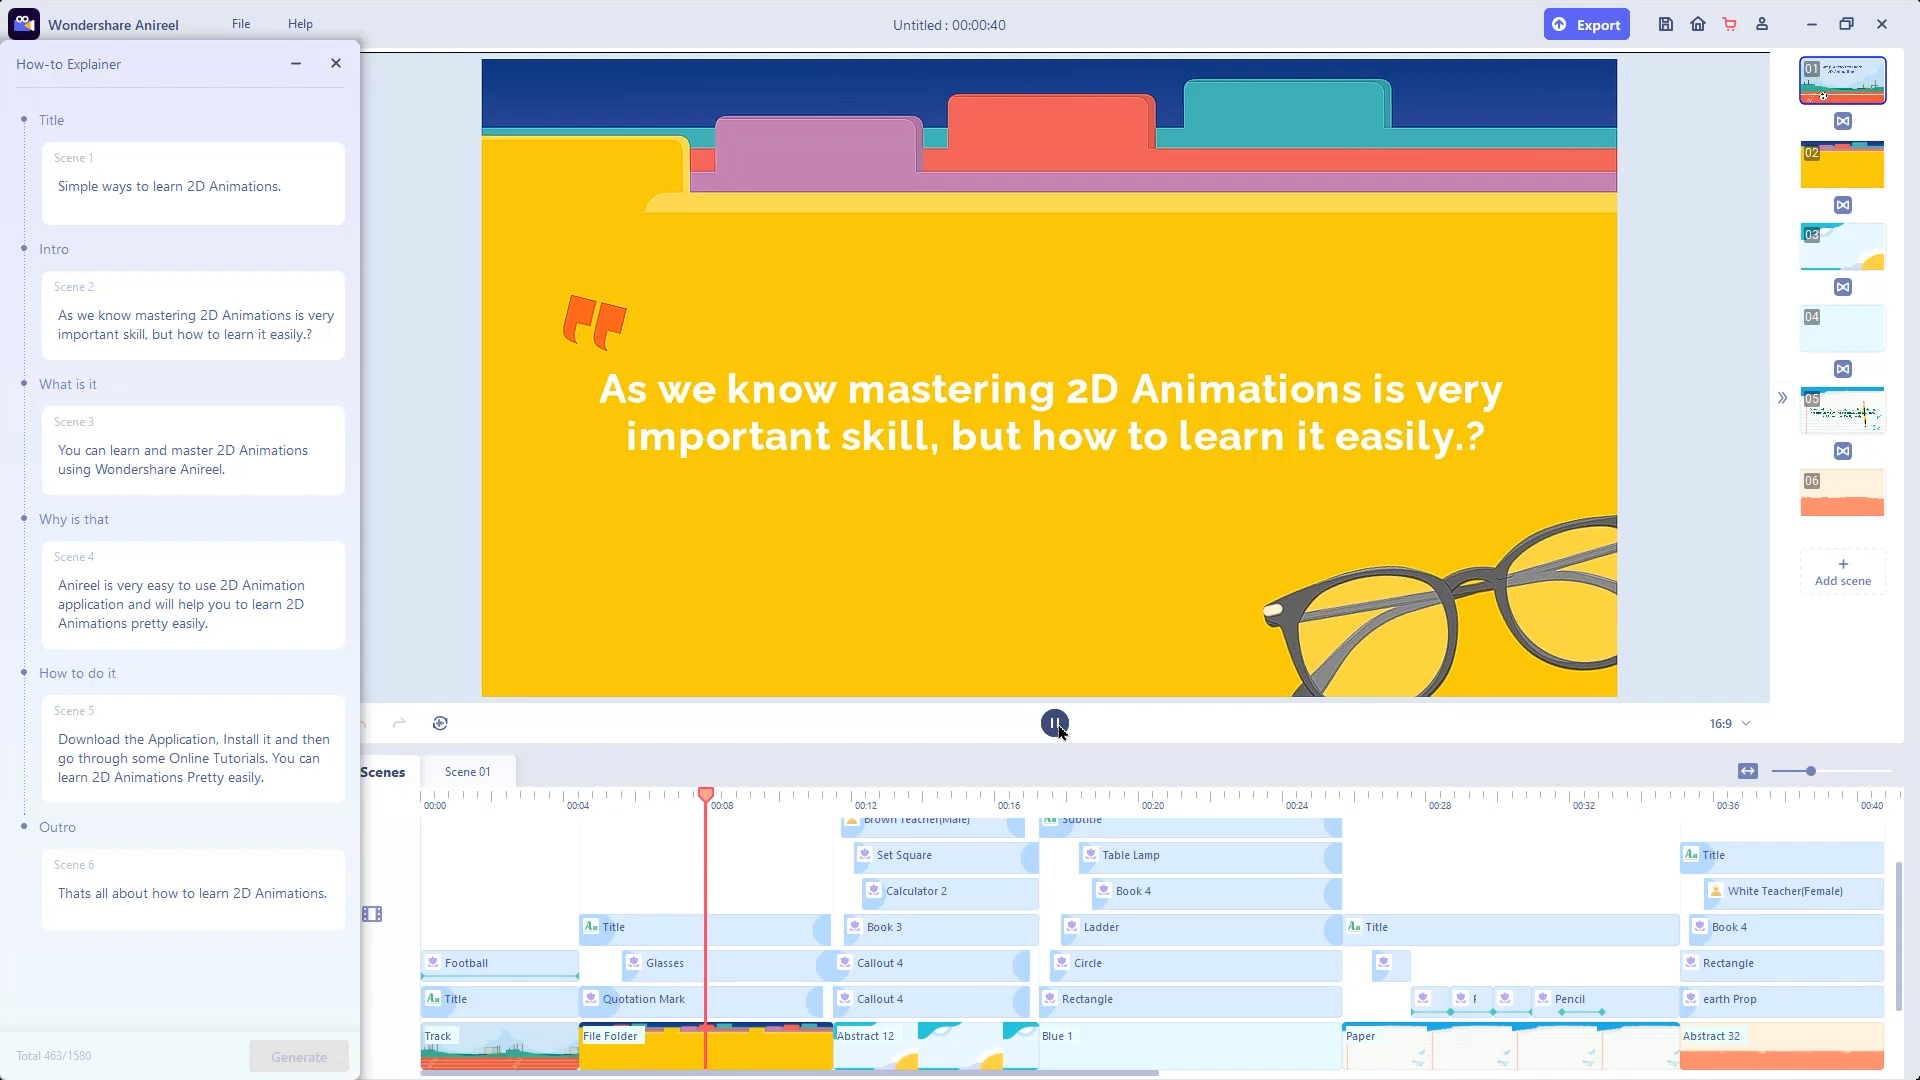 Wondershare Anireel
File
Help
Untitled : 00:00:40
Export
How-to Explainer
Title
Scene 1
Simple ways to learn 2D Animations.
Intro
Scene 2
As we know mastering 2D Animations is very
important skill, but how to learn it easily.?
What is it
Scene 3
You can learn and master 2D Animations
using Wondershare Anireel.
Why is that
Scene 4
Anireel is very easy to use 2D Animation
application and will help you to learn 2D
Animations pretty easily.
How to do it
Scene 5
Download the Application, Install it and then
go through some Online Tutorials. You can
learn 2D Animations Pretty easily.
Outro
Scene 6
Thats all about how to learn 2D Animations.
Total 463/1580
Generate
As we know mastering 2D Animations is very
important skill, but how to learn it easily.?
01
02
03
04
05
06
+
Add scene
16:9
Scenes
Scene 01
00:00 00:04 00:08 00:12 00:16 00:20 00:24 00:28 00:32 00:36 00:40
Brown Teacher(Male) Subtitle
Set Square Table Lamp Title
Calculator 2 Book 4 White Teacher(Female)
Title Book 3 Ladder Title Book 4
Football Glasses Callout 4 Circle Rectangle
Title Quotation Mark Callout 4 Rectangle Pencil earth Prop
Track File Folder Abstract 12 Blue 1 Paper Abstract 32